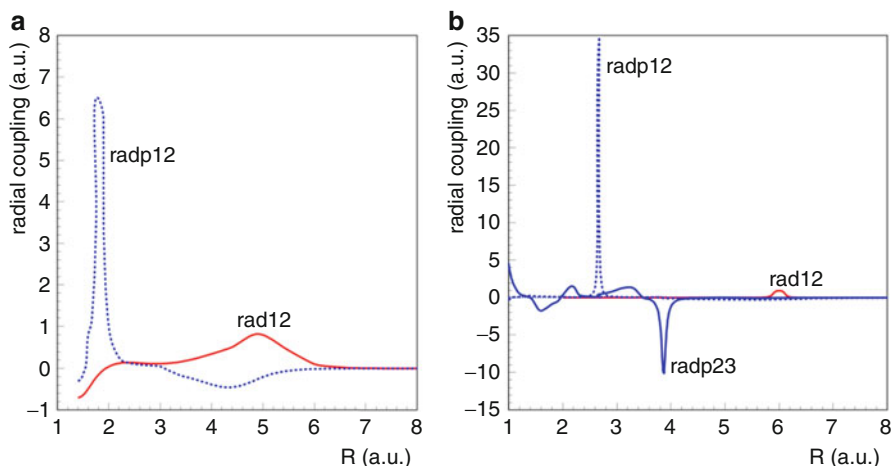 a
radial coupling (a.u.)
8
7
6
5
4
3
2
1
0
−1
radp12
rad12
1 2 3 4 5 6 7 8
R (a.u.)
b
radial coupling (a.u.)
35
30
25
20
15
10
5
0
−5
−10
−15
radp12
rad12
radp23
1 2 3 4 5 6 7 8
R (a.u.)